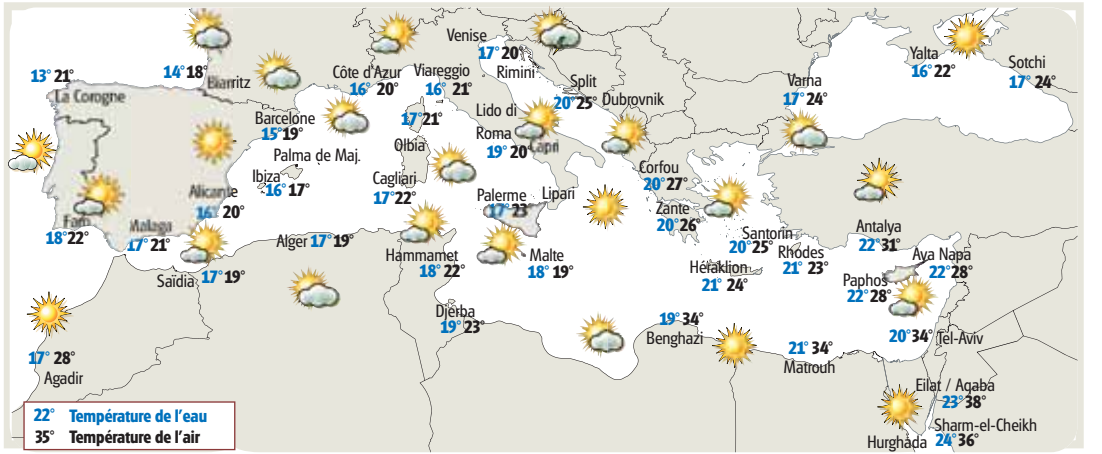 Venise
17° 20°
Rimini
Yalta
16° 22°
Sotchi
17° 24°
13° 21°
La Corogne
14° 18°
Biarritz
Côte d'Azur
16° 20°
Viareggio
16° 21°
Split
20° 25°
Dubrovnik
Varna
17° 24°
Barcelone
15° 19°
17° 21°
Olbia
Lido di
Roma
19° 20°
Capri
Palma de Maj.
Ibiza
16° 17°
Cagliari
17° 22°
Corfou
20° 27°
Alicante
16° 20°
Palerme
17° 23°
Lipari
Zante
20° 26°
Faro
18° 22°
Malaga
17° 21°
Alger 17° 19°
Santorin
20° 25°
Antalya
22° 31°
Saïdia
17° 19°
Hammamet
18° 22°
Malte
18° 19°
Héraklion
21° 24°
Rhodes
21° 23°
Aya Napa
22° 28°
Paphos
22° 28°
Djerba
19° 23°
19° 34°
Benghazi
20° 34°
Tel-Aviv
17° 28°
Agadir
21° 34°
Matrouh
Eilat / Aqaba
23° 38°
Sharm-el-Cheikh
Hurghada 24° 36°
22° Température de l'eau
35° Température de l'air